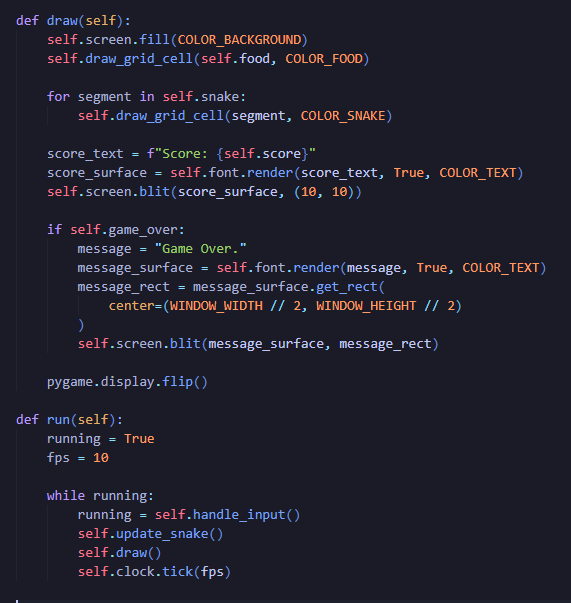 def draw(self):
    self.screen.fill(COLOR_BACKGROUND)
    self.draw_grid_cell(self.food, COLOR_FOOD)

    for segment in self.snake:
        self.draw_grid_cell(segment, COLOR_SNAKE)

    score_text = f"Score: {self.score}"
    score_surface = self.font.render(score_text, True, COLOR_TEXT)
    self.screen.blit(score_surface, (10, 10))

    if self.game_over:
        message = "Game Over."
        message_surface = self.font.render(message, True, COLOR_TEXT)
        message_rect = message_surface.get_rect(
            center=(WINDOW_WIDTH // 2, WINDOW_HEIGHT // 2)
        )
        self.screen.blit(message_surface, message_rect)

    pygame.display.flip()

def run(self):
    running = True
    fps = 10

    while running:
        running = self.handle_input()
        self.update_snake()
        self.draw()
        self.clock.tick(fps)